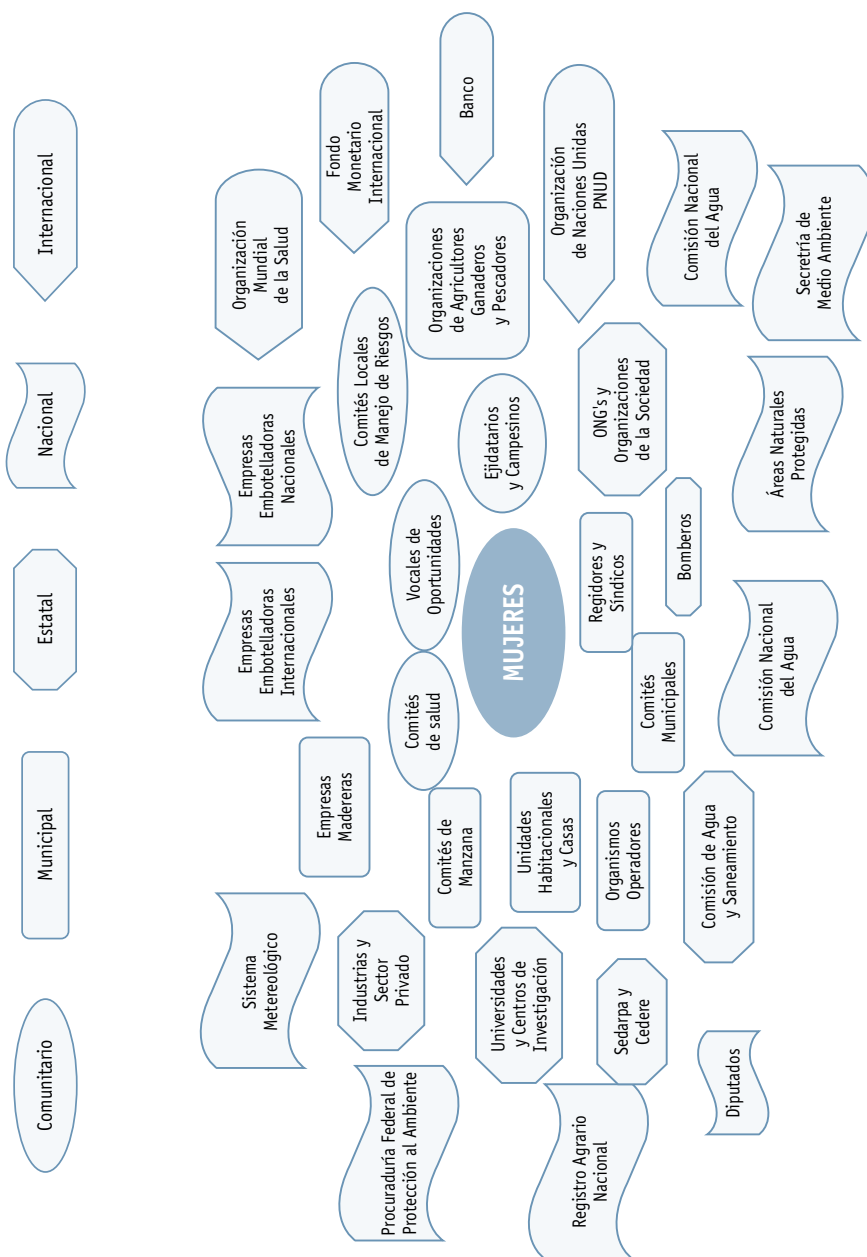 Comunitario
Municipal
Estatal
Nacional
Internacional
Sistema
Metereológico
Empresas
Embotelladoras
Internacionales
Empresas
Embotelladoras
Nacionales
Organización
Mundial
de la Salud
Empresas
Madereras
Fondo
Monetario
Internacional
Industrias y
Sector
Privado
Comités Locales
de Manejo de Riesgos
Procuraduría Federal de
Protección al Ambiente
Comités
de salud
Vocales de
Oportunidades
Organizaciones
de Agricultores
Ganaderos
y Pescadores
Banco
Comités de
Manzana
Ejidatarios
y Campesinos
Universidades
y Centros de
Investigación
Unidades
Habitacionales
y Casas
MUJERES
Organización
de Naciones Unidas
PNUD
Registro Agrario
Nacional
Sedarpa y
Cedere
Organismos
Operadores
Regidores y
Síndicos
ONG's y
Organizaciones
de la Sociedad
Comités
Municipales
Bomberos
Comisión Nacional
del Agua
Diputados
Comisión de Agua
y Saneamiento
Comisión Nacional
del Agua
Áreas Naturales
Protegidas
Secretría de
Medio Ambiente